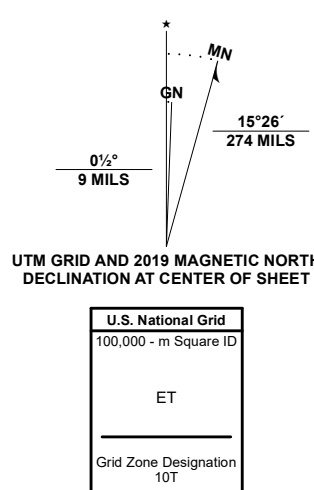 ★
MN
GN
15°26´
274 MILS
0½°
9 MILS
UTM GRID AND 2019 MAGNETIC NORTH
DECLINATION AT CENTER OF SHEET
U.S. National Grid
100,000 - m Square ID
ET
Grid Zone Designation
10T